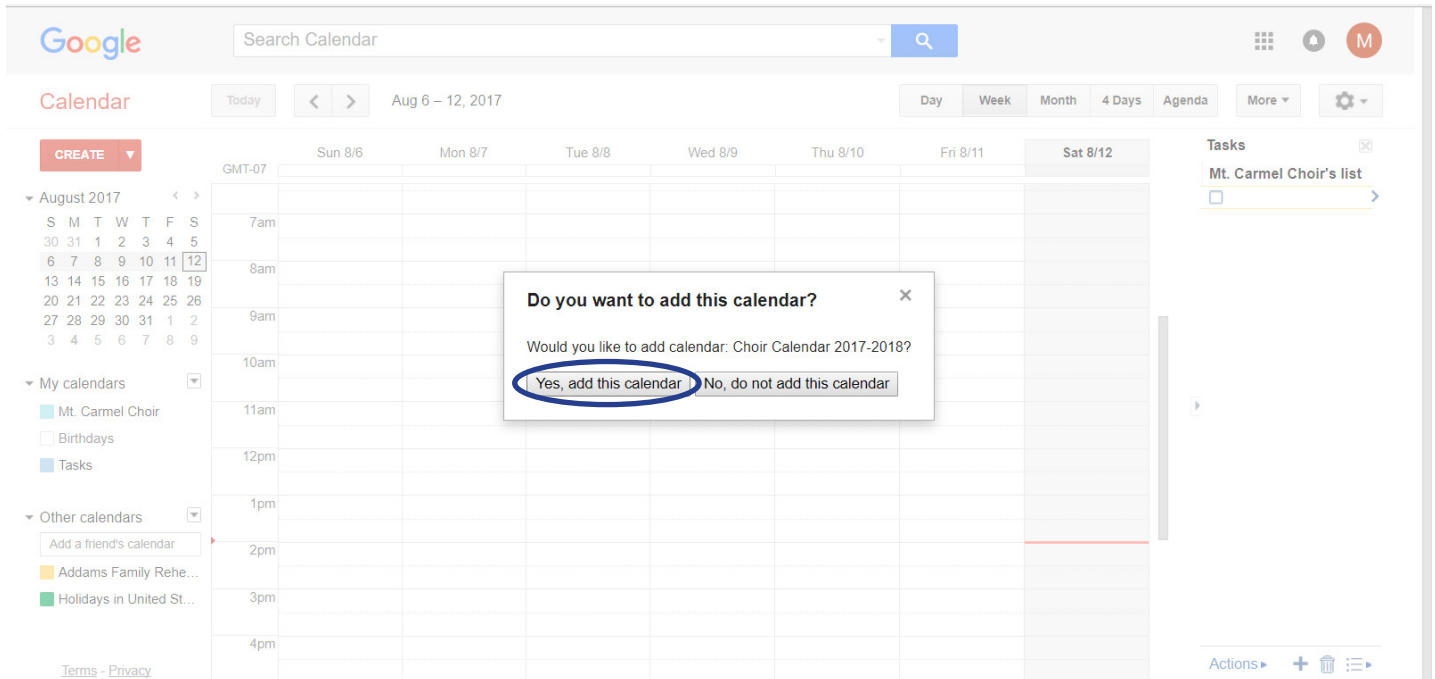 Google
Search Calendar
M
Calendar
Today
Aug 6 – 12, 2017
Day Week Month 4 Days Agenda
More
CREATE
August 2017
S M T W T F S
30 31 1 2 3 4 5
6 7 8 9 10 11 12
13 14 15 16 17 18 19
20 21 22 23 24 25 26
27 28 29 30 31 1 2
3 4 5 6 7 8 9
My calendars
Mt. Carmel Choir
Birthdays
Tasks
Other calendars
Add a friend's calendar
Addams Family Rehe...
Holidays in United St...
Terms - Privacy
GMT-07
Sun 8/6 Mon 8/7 Tue 8/8 Wed 8/9 Thu 8/10 Fri 8/11 Sat 8/12
7am
8am
9am
10am
11am
12pm
1pm
2pm
3pm
4pm
Do you want to add this calendar?
Would you like to add calendar: Choir Calendar 2017-2018?
Yes, add this calendar No, do not add this calendar
Tasks
Mt. Carmel Choir's list
Actions